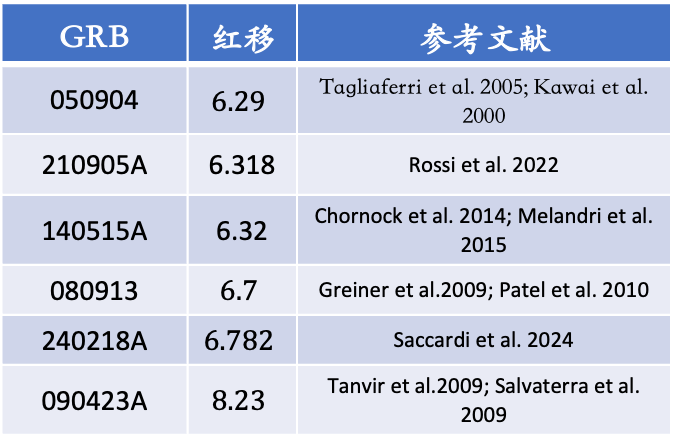 GRB 红移 参考文献
050904 6.29 Tagliaferri et al. 2005; Kawai et al.
2000
210905A 6.318 Rossi et al. 2022
140515A 6.32 Chornock et al. 2014; Melandri et al.
2015
080913 6.7 Greiner et al.2009; Patel et al. 2010
240218A 6.782 Saccardi et al. 2024
090423A 8.23 Tanvir et al.2009; Salvaterra et al.
2009